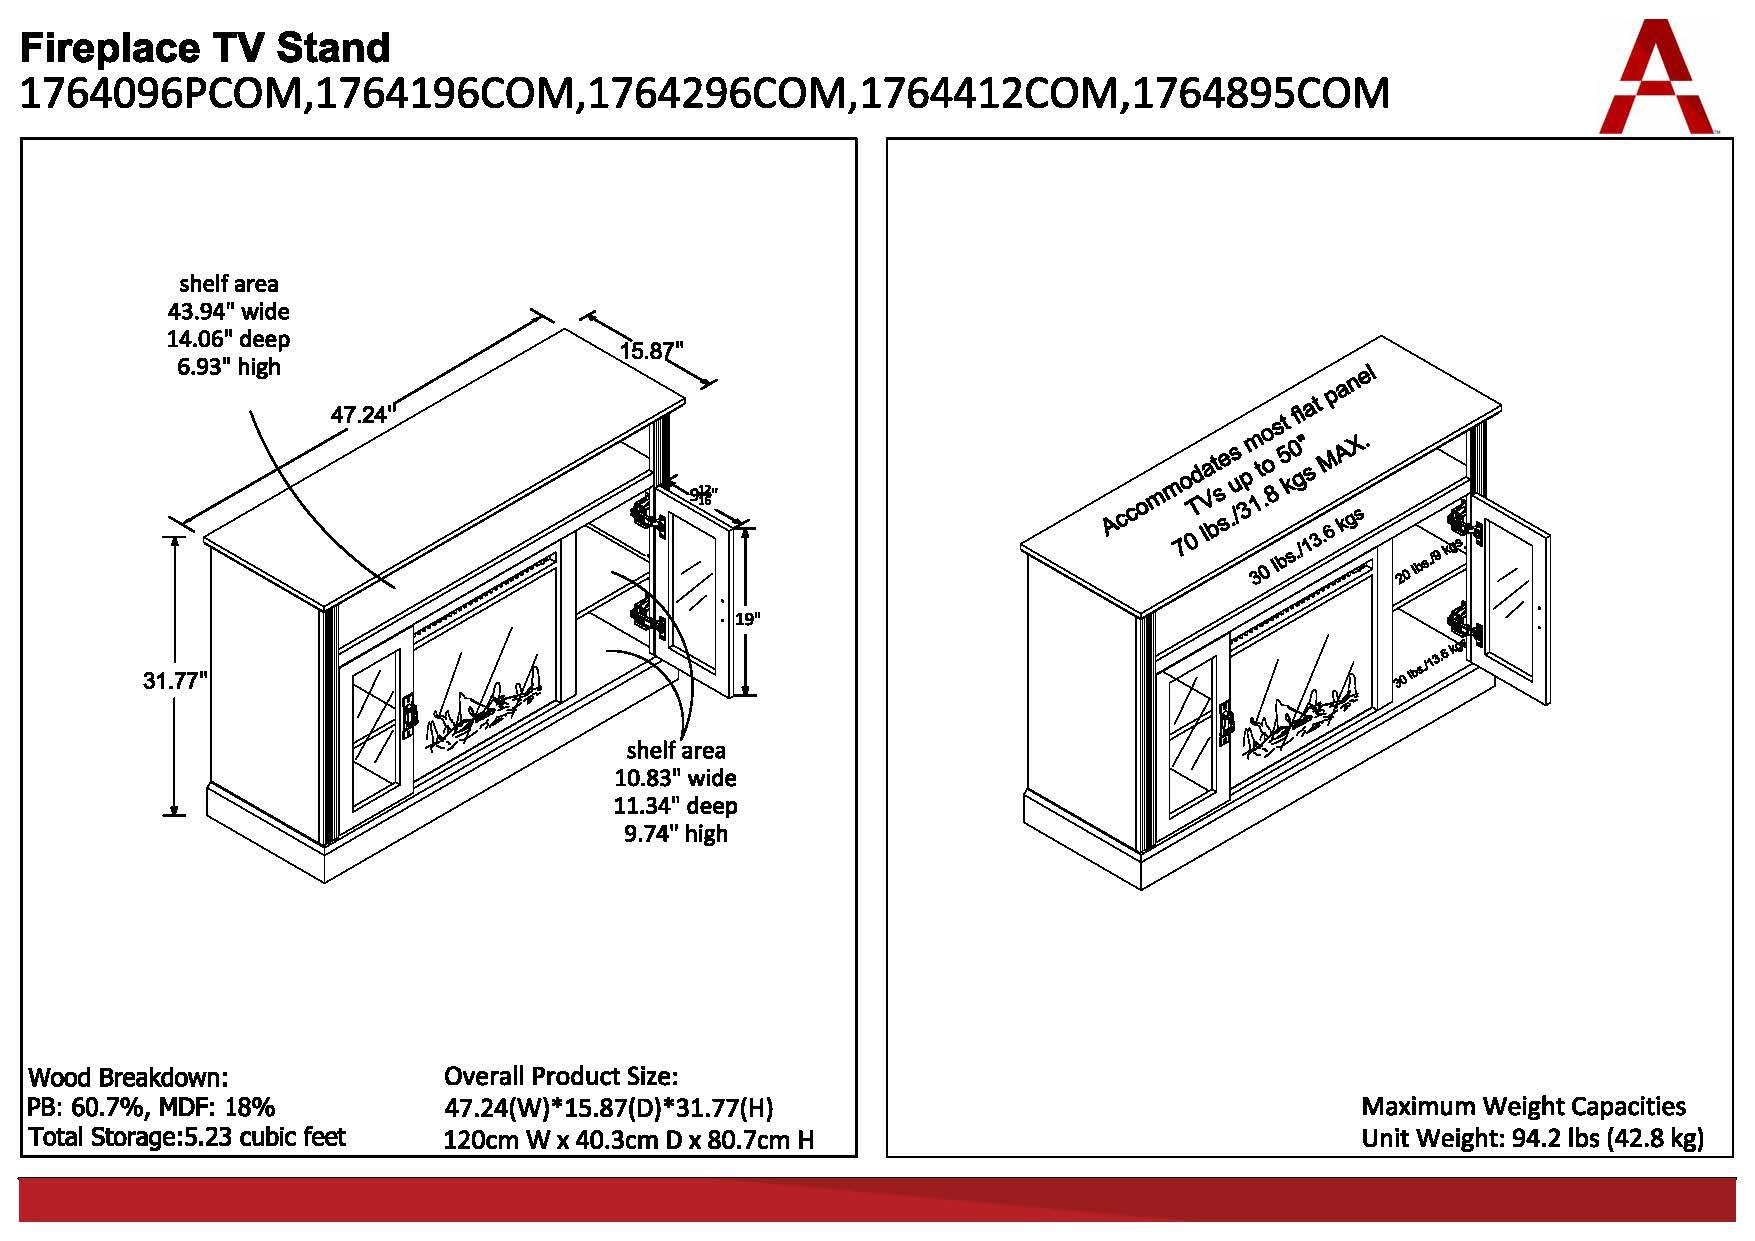 Fireplace TV Stand
1764096PCOM,1764196COM,1764296COM,1764412COM,1764895COM
A
shelf area
43.94" wide
14.06" deep
6.93" high
47.24"
15.87"
9 12/16"
19"
31.77"
shelf area
10.83" wide
11.34" deep
9.74" high
Wood Breakdown:
PB: 60.7%, MDF: 18%
Total Storage:5.23 cubic feet
Overall Product Size:
47.24(W)*15.87(D)*31.77(H)
120cm W x 40.3cm D x 80.7cm H
Accommodates most flat panel
TVs up to 50"
70 lbs./31.8 kgs MAX.
30 lbs./13.6 kgs
20 lbs./9 kgs
30 lbs./13.6 kgs
Maximum Weight Capacities
Unit Weight: 94.2 lbs (42.8 kg)